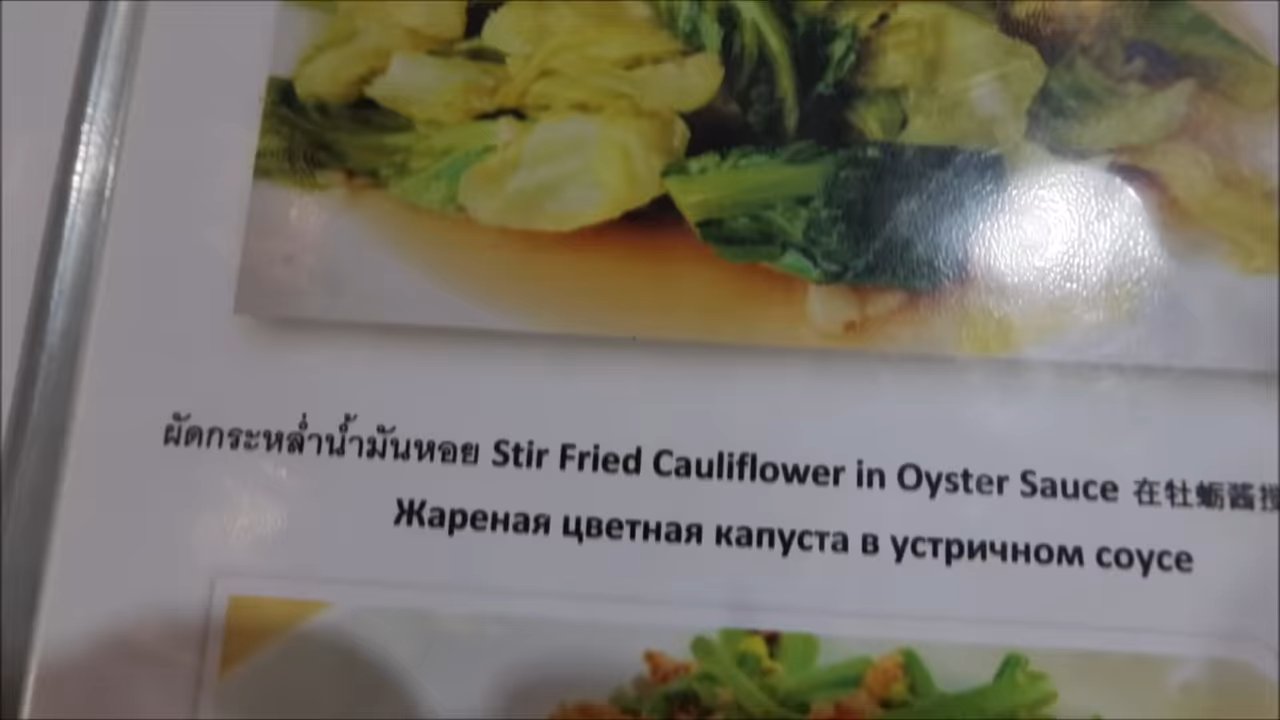 ผัดกระหล่ำน้ำมันหอย Stir Fried Cauliflower in Oyster Sauce 在牡蛎酱搅
Жареная цветная капуста в устричном соусе